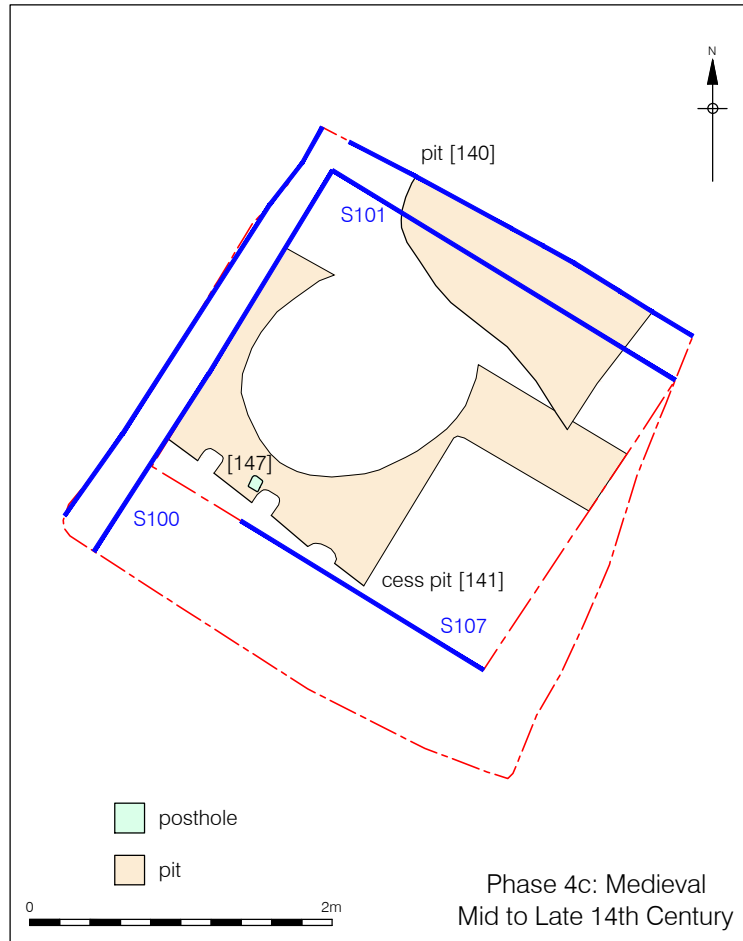 N
pit [140]
S101
[147]
S100
cess pit [141]
S107
posthole
pit
0 2m
Phase 4c: Medieval
Mid to Late 14th Century